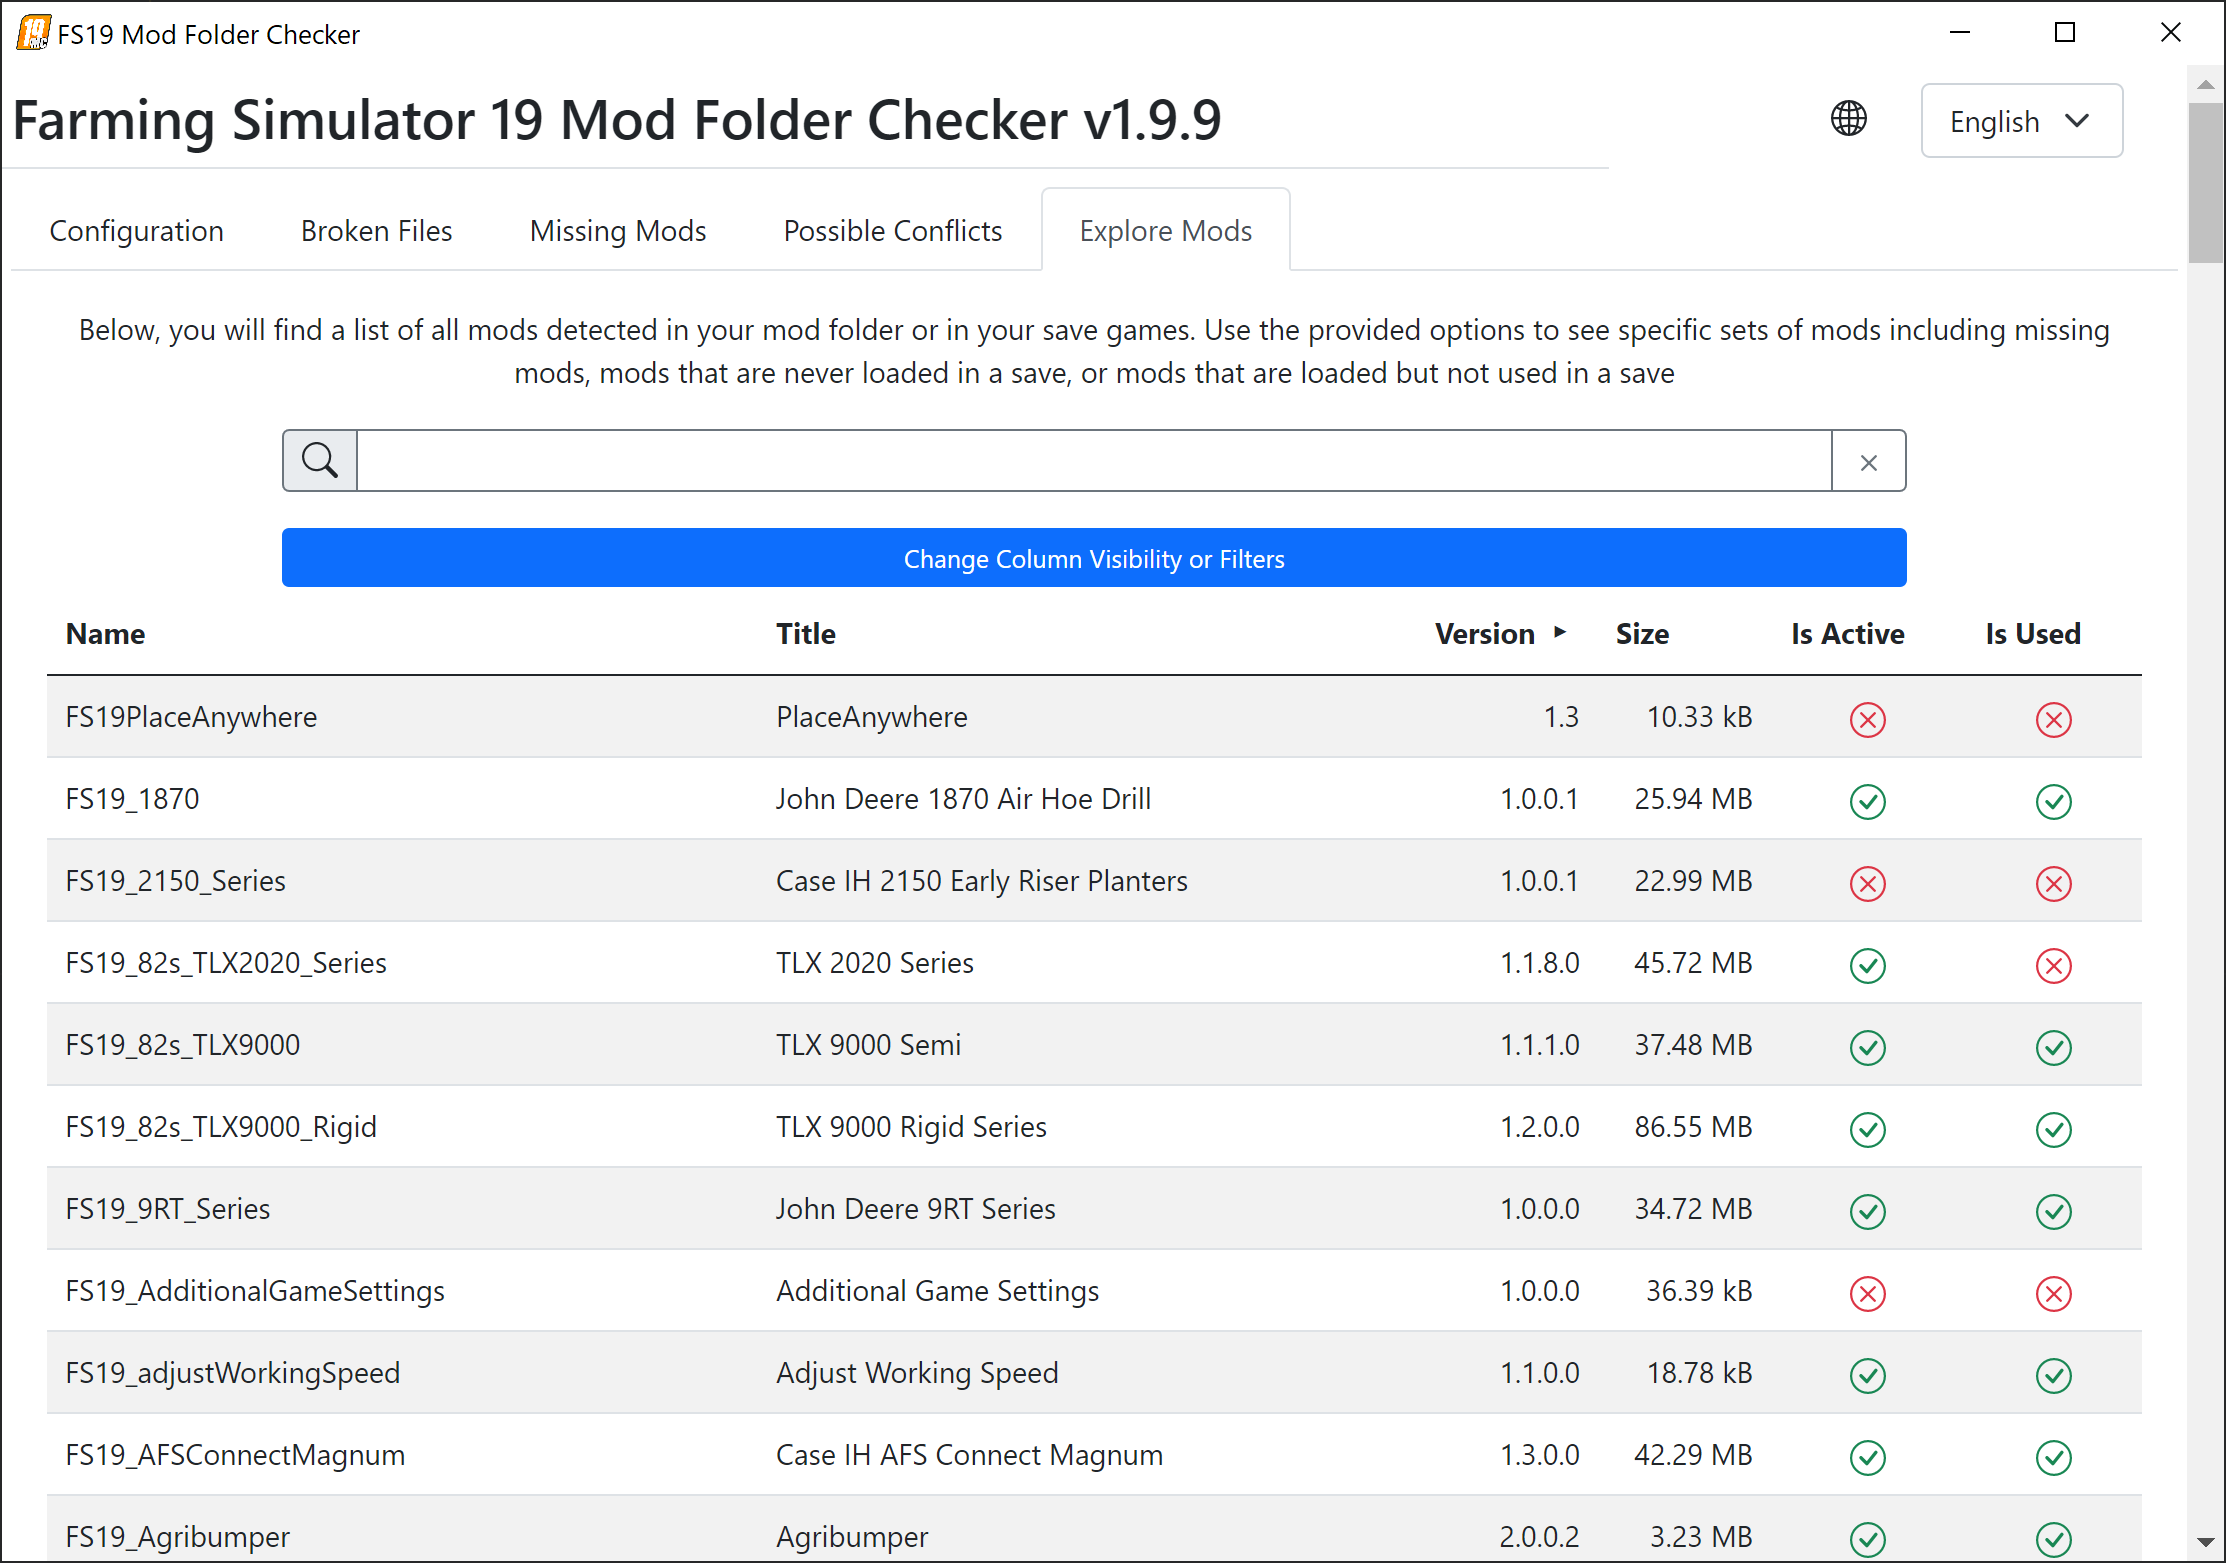 FS19 Mod Folder Checker
Farming Simulator 19 Mod Folder Checker v1.9.9
English
Configuration Broken Files Missing Mods Possible Conflicts Explore Mods
Below, you will find a list of all mods detected in your mod folder or in your save games. Use the provided options to see specific sets of mods including missing
mods, mods that are never loaded in a save, or mods that are loaded but not used in a save
Change Column Visibility or Filters
Name Title Version Size Is Active Is Used
FS19PlaceAnywhere PlaceAnywhere 1.3 10.33 kB
FS19_1870 John Deere 1870 Air Hoe Drill 1.0.0.1 25.94 MB
FS19_2150_Series Case IH 2150 Early Riser Planters 1.0.0.1 22.99 MB
FS19_82s_TLX2020_Series TLX 2020 Series 1.1.8.0 45.72 MB
FS19_82s_TLX9000 TLX 9000 Semi 1.1.1.0 37.48 MB
FS19_82s_TLX9000_Rigid TLX 9000 Rigid Series 1.2.0.0 86.55 MB
FS19_9RT_Series John Deere 9RT Series 1.0.0.0 34.72 MB
FS19_AdditionalGameSettings Additional Game Settings 1.0.0.0 36.39 kB
FS19_adjustWorkingSpeed Adjust Working Speed 1.1.0.0 18.78 kB
FS19_AFSConnectMagnum Case IH AFS Connect Magnum 1.3.0.0 42.29 MB
FS19_Agribumper Agribumper 2.0.0.2 3.23 MB